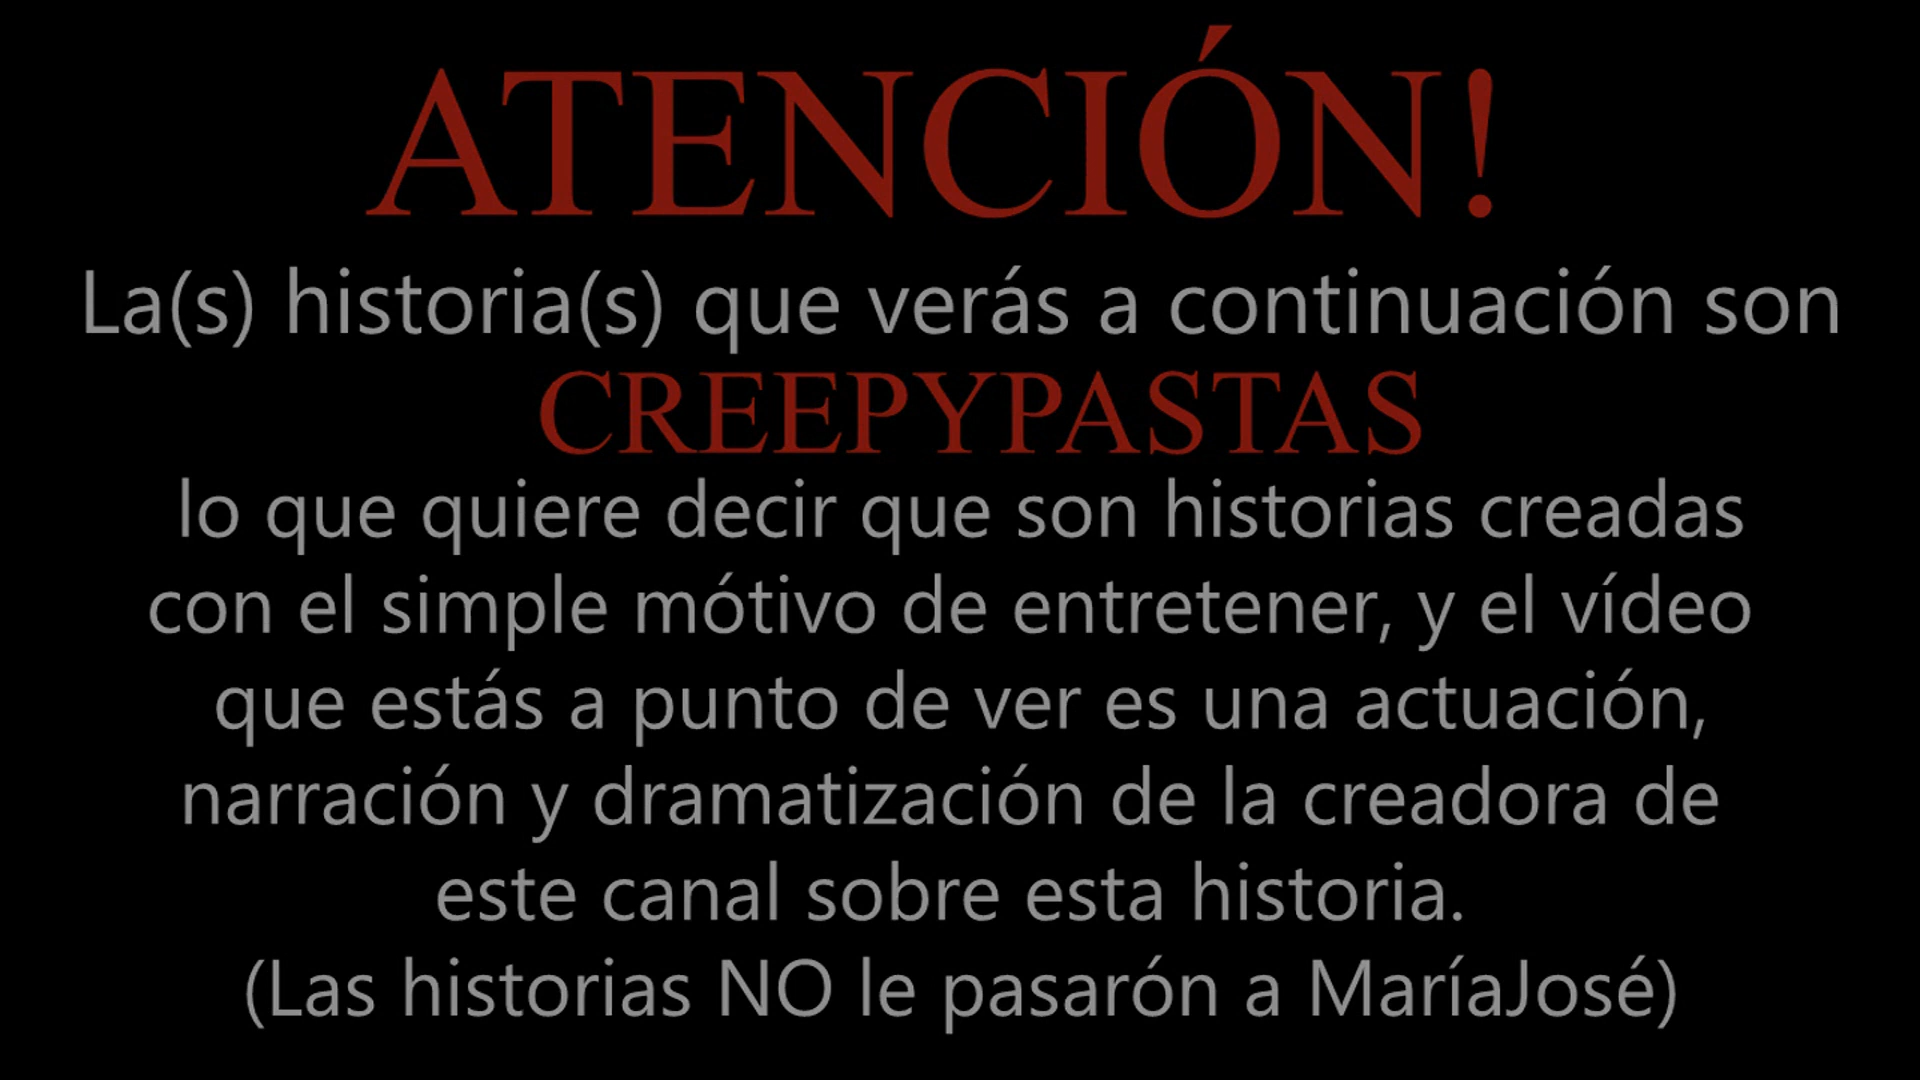 ATENCIÓN!
La(s) historia(s) que verás a continuación son
CREEPYPASTAS
lo que quiere decir que son historias creadas
con el simple mótivo de entretener, y el vídeo
que estás a punto de ver es una actuación,
narración y dramatización de la creadora de
este canal sobre esta historia.
(Las historias NO le pasarón a MaríaJosé)